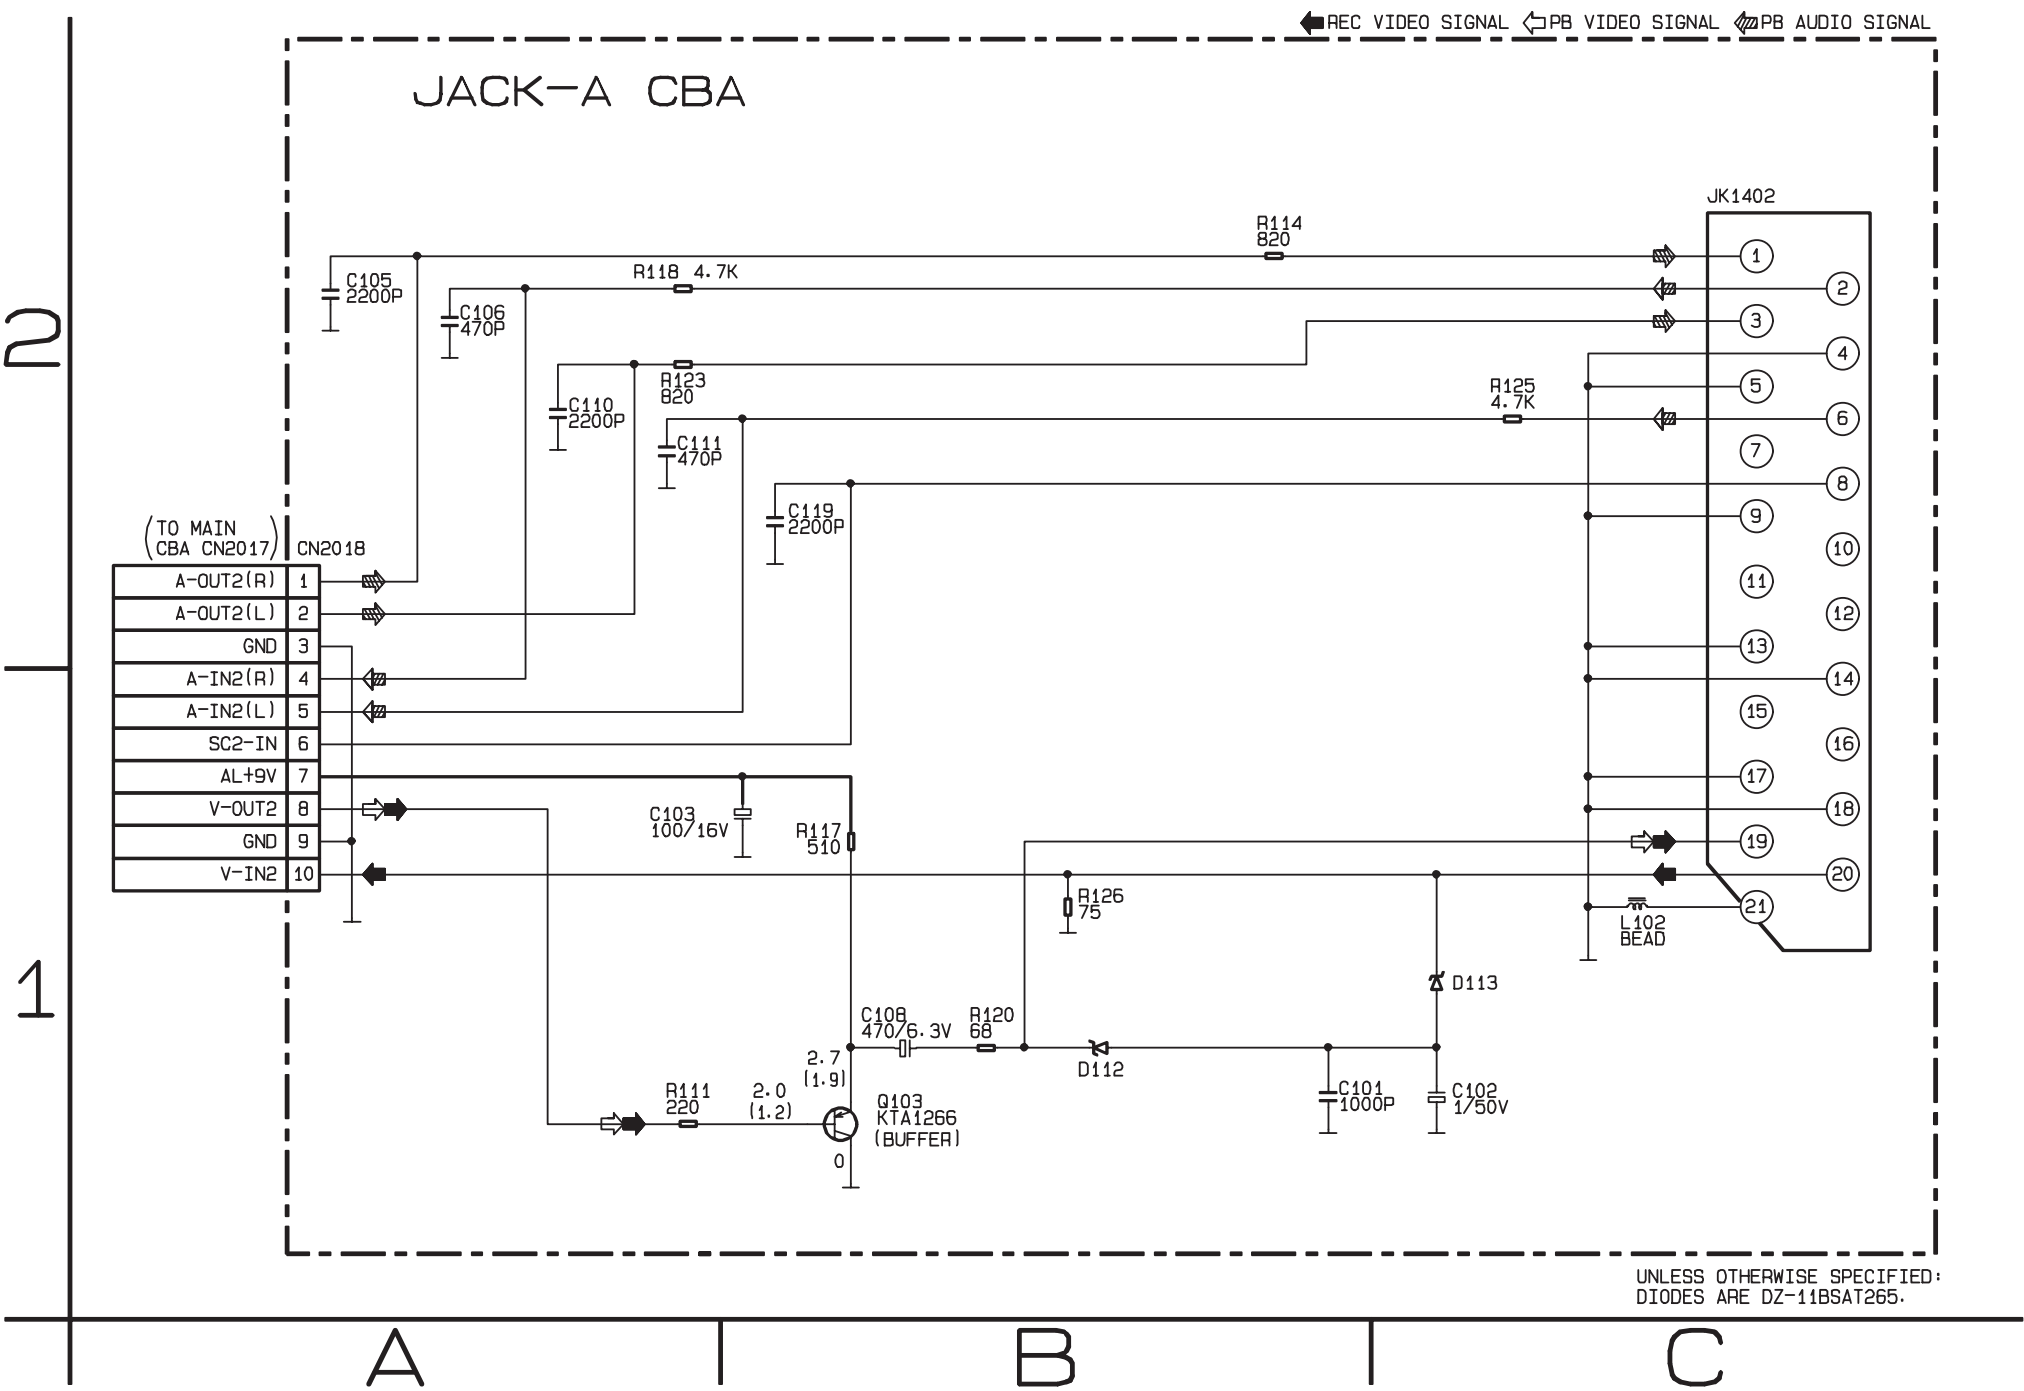 REC VIDEO SIGNAL PB VIDEO SIGNAL PB AUDIO SIGNAL
JACK-A CBA
JK1402
R114
820
1
C105
2200P
R118 4.7K
2
C106
470P
3
4
R123
820
5
R125
4.7K
C110
2200P
6
C111
470P
7
8
C119
2200P
9
10
11
12
13
14
15
16
17
18
19
20
21
(TO MAIN
CBA CN2017) CN2018
A-OUT2(R) 1
A-OUT2(L) 2
GND 3
A-IN2(R) 4
A-IN2(L) 5
SC2-IN 6
AL+9V 7
V-OUT2 8
GND 9
V-IN2 10
C103
100/16V
R117
510
R126
75
L102
BEAD
D113
C108
470/6.3V
R120
68
D112
2.7
(1.9)
R111
220
2.0
(1.2)
Q103
KTA1266
(BUFFER)
0
C101
1000P
C102
1/50V
UNLESS OTHERWISE SPECIFIED:
DIODES ARE DZ-11BSAT265.
2
1
A
B
C